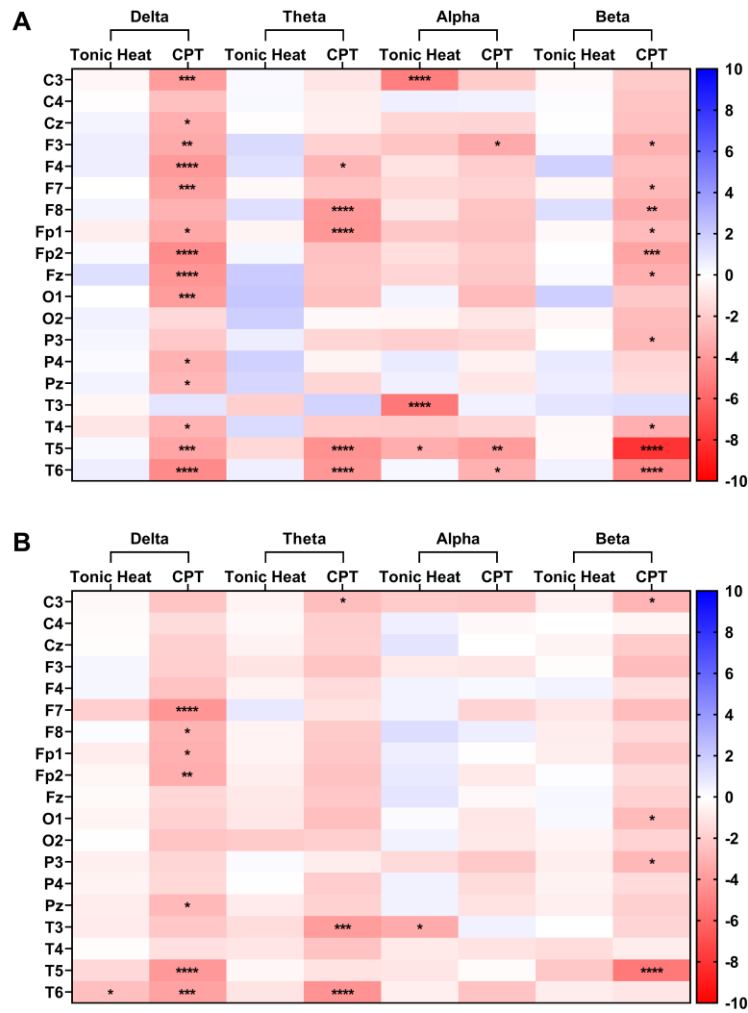 A
Delta Theta Alpha Beta
Tonic Heat CPT Tonic Heat CPT Tonic Heat CPT Tonic Heat CPT
C3 *** ****
C4
Cz *
F3 ** * *
F4 **** *
F7 *** *
F8 **** **
Fp1 * **** *
Fp2 **** ***
Fz **** *
O1 ***
O2
P3 *
P4 *
Pz *
T3 ****
T4 * *
T5 *** **** * ** ****
T6 **** **** * ****
10
8
6
4
2
0
-2
-4
-6
-8
-10
B
Delta Theta Alpha Beta
Tonic Heat CPT Tonic Heat CPT Tonic Heat CPT Tonic Heat CPT
C3 * *
C4
Cz
F3
F4
F7 ****
F8 *
Fp1 *
Fp2 **
Fz
O1 *
O2
P3 *
P4
Pz *
T3 *** *
T4
T5 **** ****
T6 * *** ****
10
8
6
4
2
0
-2
-4
-6
-8
-10